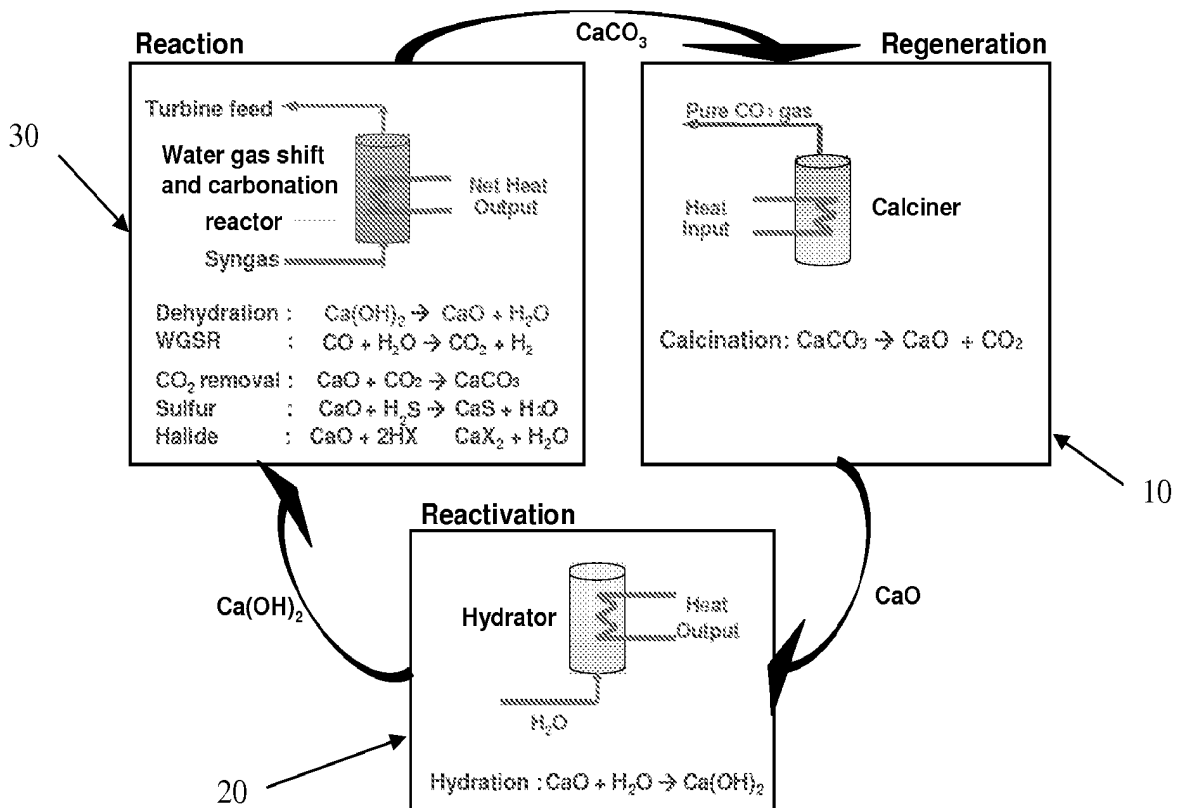 CaCO₃
Reaction
Regeneration
30
Turbine feed
Water gas shift
and carbonation
reactor
Net Heat
Output
Syngas
Dehydration : Ca(OH)₂ → CaO + H₂O
WGSR : CO + H₂O → CO₂ + H₂
CO₂ removal : CaO + CO₂ → CaCO₃
Sulfur : CaO + H₂S → CaS + H₂O
Halide : CaO + 2HX CaX₂ + H₂O
Pure CO₂ gas
Heat
Input
Calciner
Calcination: CaCO₃ → CaO + CO₂
10
Reactivation
Ca(OH)₂
CaO
Hydrator
Heat
Output
H₂O
20
Hydration : CaO + H₂O → Ca(OH)₂